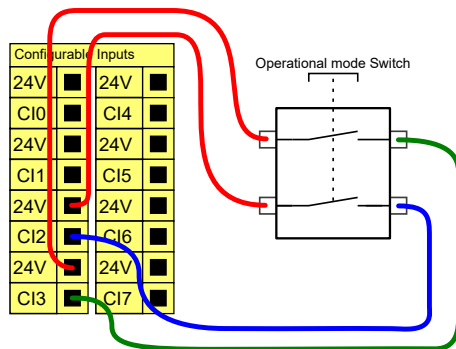 Configurable Inputs
Operational mode Switch
24V 24V
CI0 CI4
24V 24V
CI1 CI5
24V 24V
CI2 CI6
24V 24V
CI3 CI7